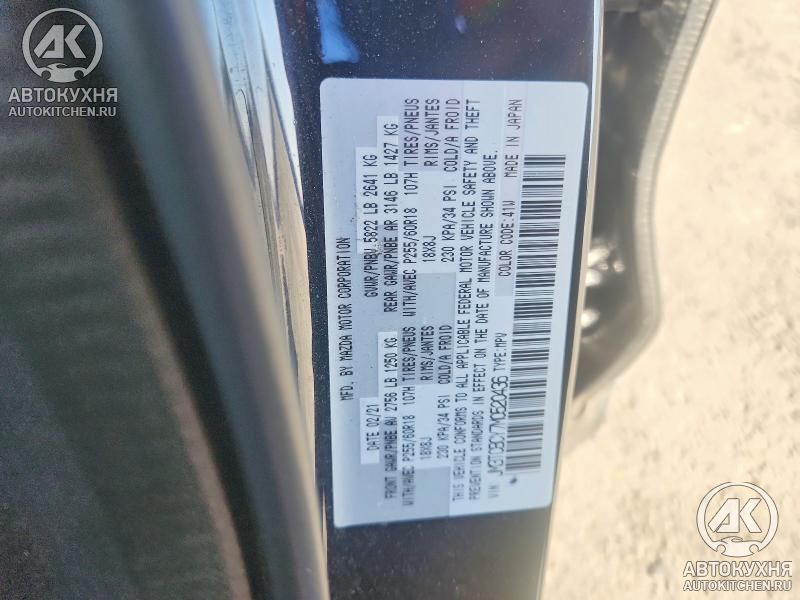 AK
АВТОКУХНЯ
AUTOKITCHEN.RU
MFD. BY MAZDA MOTOR CORPORATION
DATE 02/21 GVWR/PNBV 5822 LB 2641 KG
FRONT GAWR/PNBE AV 2756 LB 1250 KG REAR GAWR/PNBE AR 3146 LB 1427 KG
WITH/AVEC P255/60R18 107H TIRES/PNEUS WITH/AVEC P255/60R18 107H TIRES/PNEUS
18X8J RIMS/JANTES 18X8J RIMS/JANTES
230 KPA/34 PSI COLD/A FROID 230 KPA/34 PSI COLD/A FROID
THIS VEHICLE CONFORMS TO ALL APPLICABLE FEDERAL MOTOR VEHICLE SAFETY AND THEFT
PREVENTION STANDARDS IN EFFECT ON THE DATE OF MANUFACTURE SHOWN ABOVE.
VIN JM3TCBCY7M0520436 TYPE:MPV COLOR CODE:41W MADE IN JAPAN
AK
АВТОКУХНЯ
AUTOKITCHEN.RU